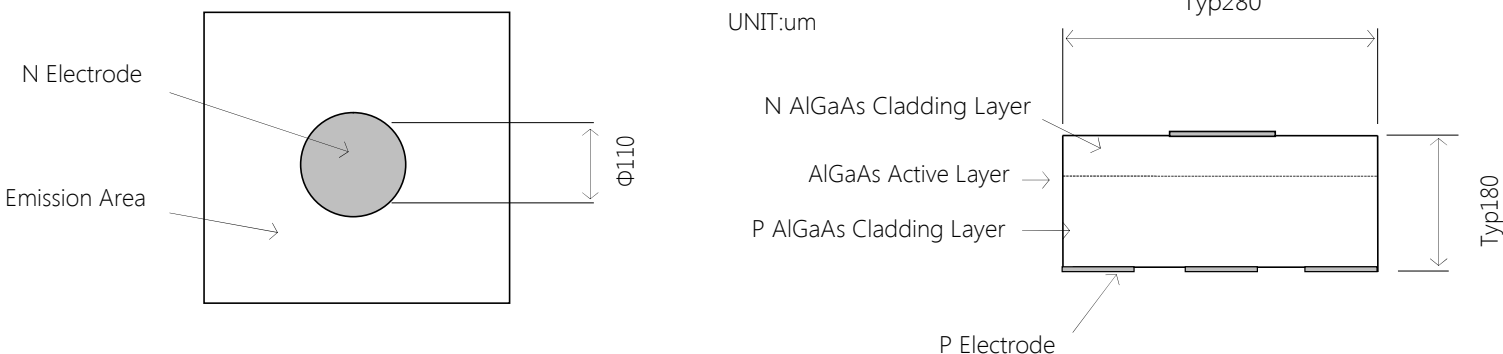 Typ280
UNIT:um
N Electrode
N AlGaAs Cladding Layer
Φ110
AlGaAs Active Layer
Emission Area
P AlGaAs Cladding Layer
Typ180
P Electrode